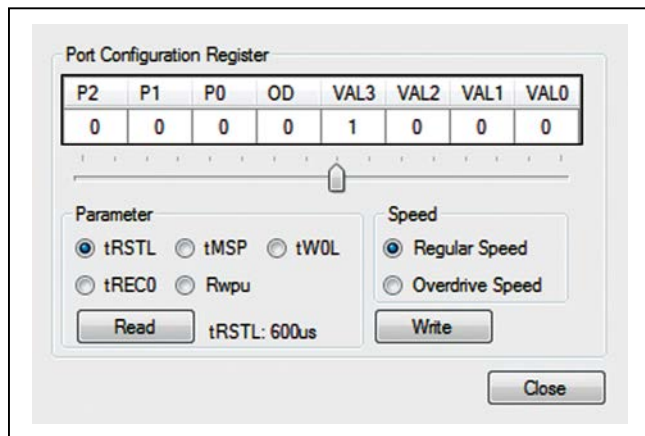 Port Configuration Register
P2 P1 P0 OD VAL3 VAL2 VAL1 VAL0
0 0 0 0 1 0 0 0
Parameter
tRSTL tMSP tW0L
tREC0 Rwpu
Read tRSTL: 600us
Speed
Regular Speed
Overdrive Speed
Write
Close